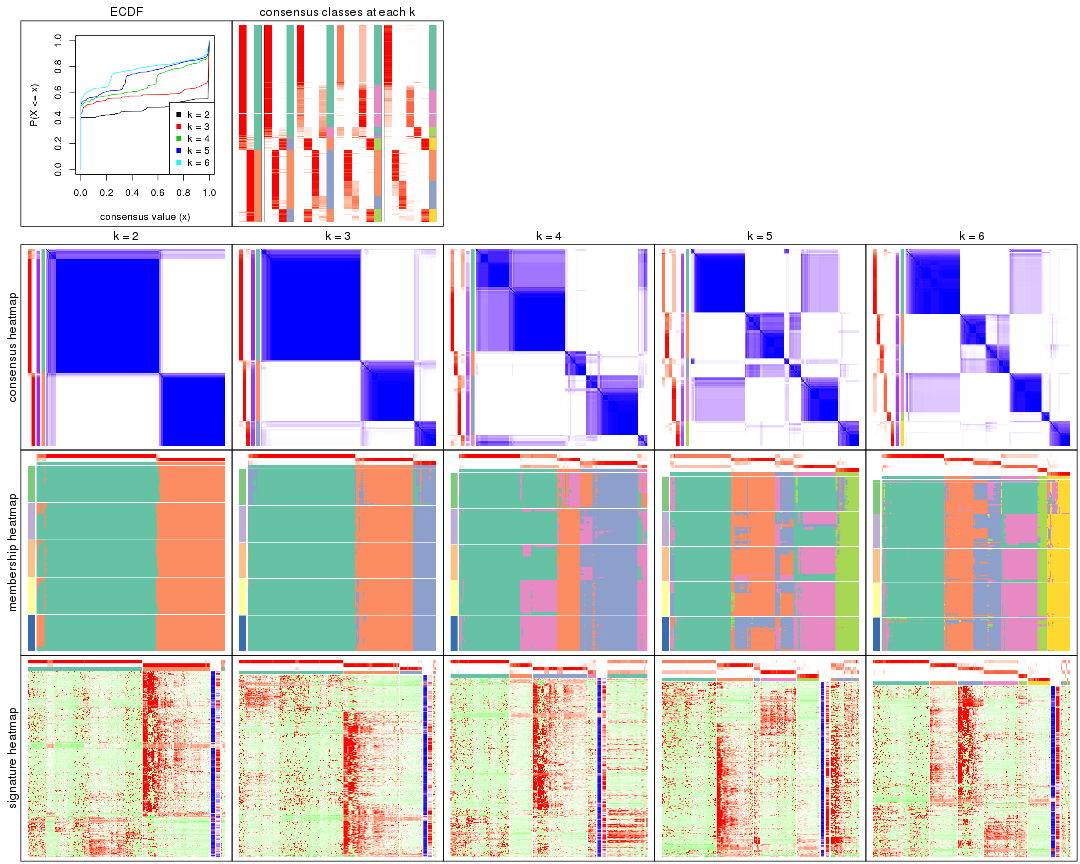 ECDF
consensus classes at each k
P(X <= x)
0.0 0.2 0.4 0.6 0.8 1.0
k = 2
k = 3
k = 4
k = 5
k = 6
0.0 0.2 0.4 0.6 0.8 1.0
consensus value (x)
k = 2
k = 3
k = 4
k = 5
k = 6
consensus heatmap
membership heatmap
signature heatmap